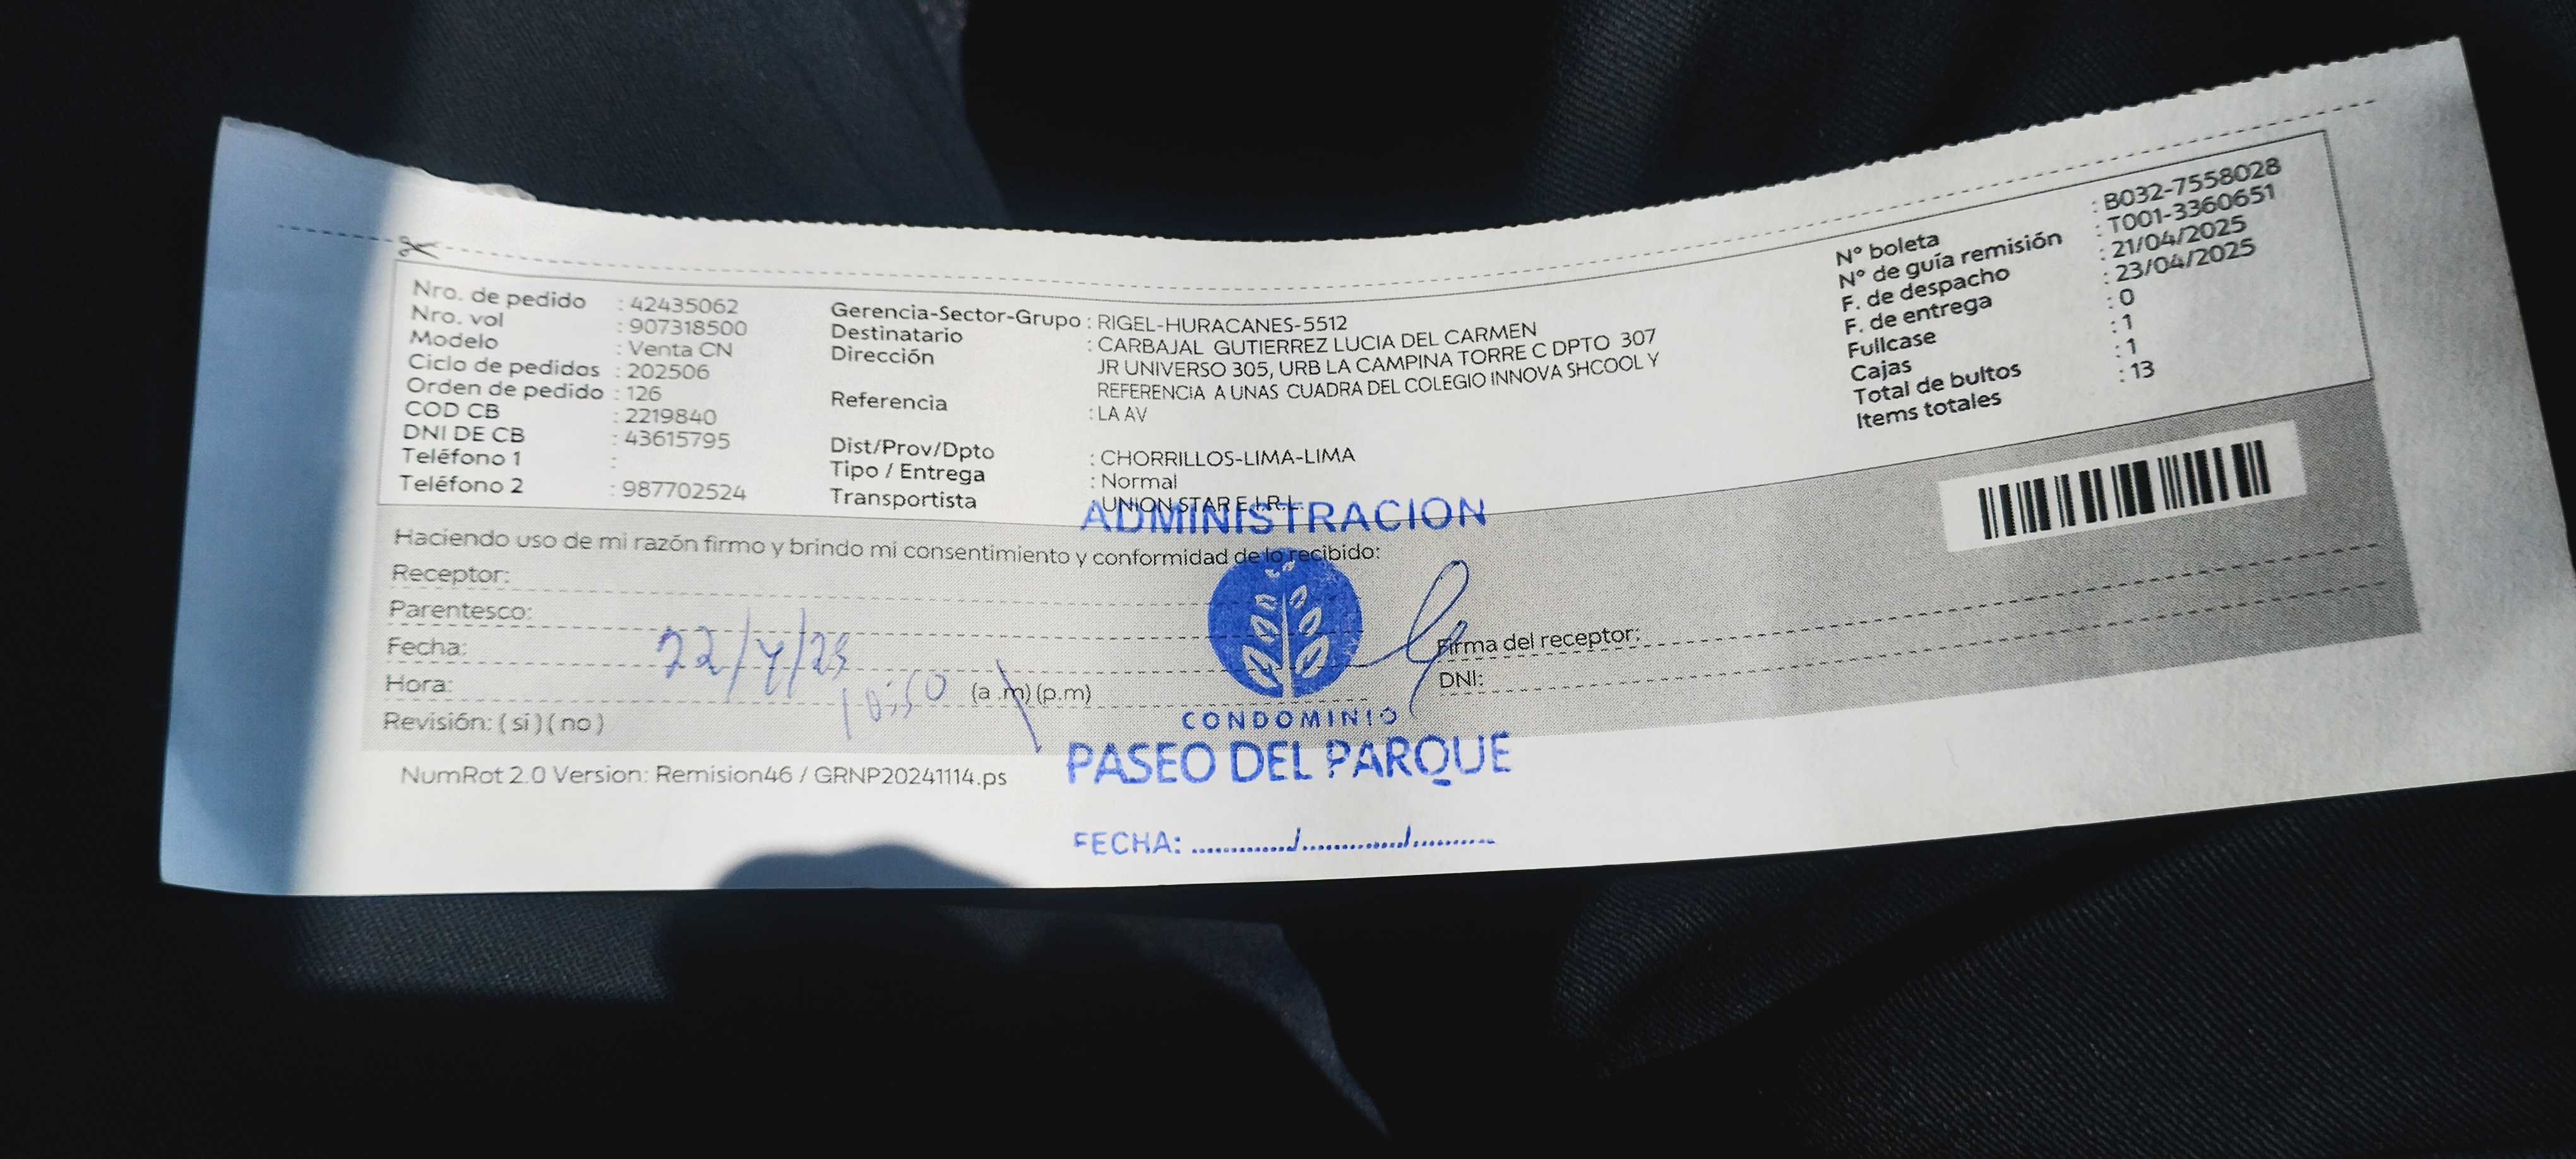 Nro. de pedido : 42435062
Nro. vol : 907318500
Modelo : Venta CN
Ciclo de pedidos : 202506
Orden de pedido : 126
COD CB : 2219840
DNI DE CB : 43615795
Teléfono 1 :
Teléfono 2 : 987702524
Gerencia-Sector-Grupo : RIGEL-HURACANES-5512
Destinatario : CARBAJAL GUTIERREZ LUCIA DEL CARMEN
Dirección JR UNIVERSO 305, URB LA CAMPINA TORRE C DPTO 307
REFERENCIA A UNAS CUADRA DEL COLEGIO INNOVA SHCOOL Y
Referencia : LA AV
Dist/Prov/Dpto : CHORRILLOS-LIMA-LIMA
Tipo / Entrega : Normal
Transportista : UNION STAR E.I.R.L.
N° boleta : B032-7558028
N° de guía remisión : T001-3360651
F. de despacho : 21/04/2025
F. de entrega : 23/04/2025
Fullcase : 0
Cajas : 1
Total de bultos : 1
Items totales : 13
ADMINISTRACION
Haciendo uso de mi razón firmo y brindo mi consentimiento y conformidad de lo recibido:
Receptor:
Parentesco:
Fecha: 22/4/25
Hora: 10:50 (a .m) (p.m)
Revisión: ( si ) ( no )
Firma del receptor:
DNI:
CONDOMINIO
PASEO DEL PARQUE
NumRot 2.0 Version: Remision46 / GRNP20241114.ps
FECHA: ............/............/..........